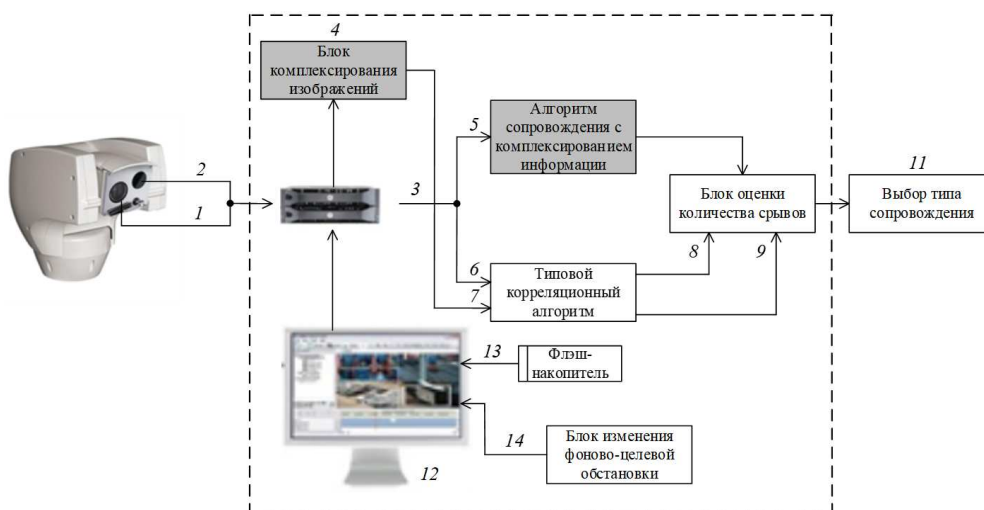 4
Блок
комплексирования
изображений
5
Алгоритм
сопровождения с
комплексированием
информации
2
1
3
11
Блок оценки
количества срывов
Выбор типа
сопровождения
8
9
6
7
Типовой
корреляционный
алгоритм
13
Флэш-
накопитель
14
Блок изменения
фоново-целевой
обстановки
12